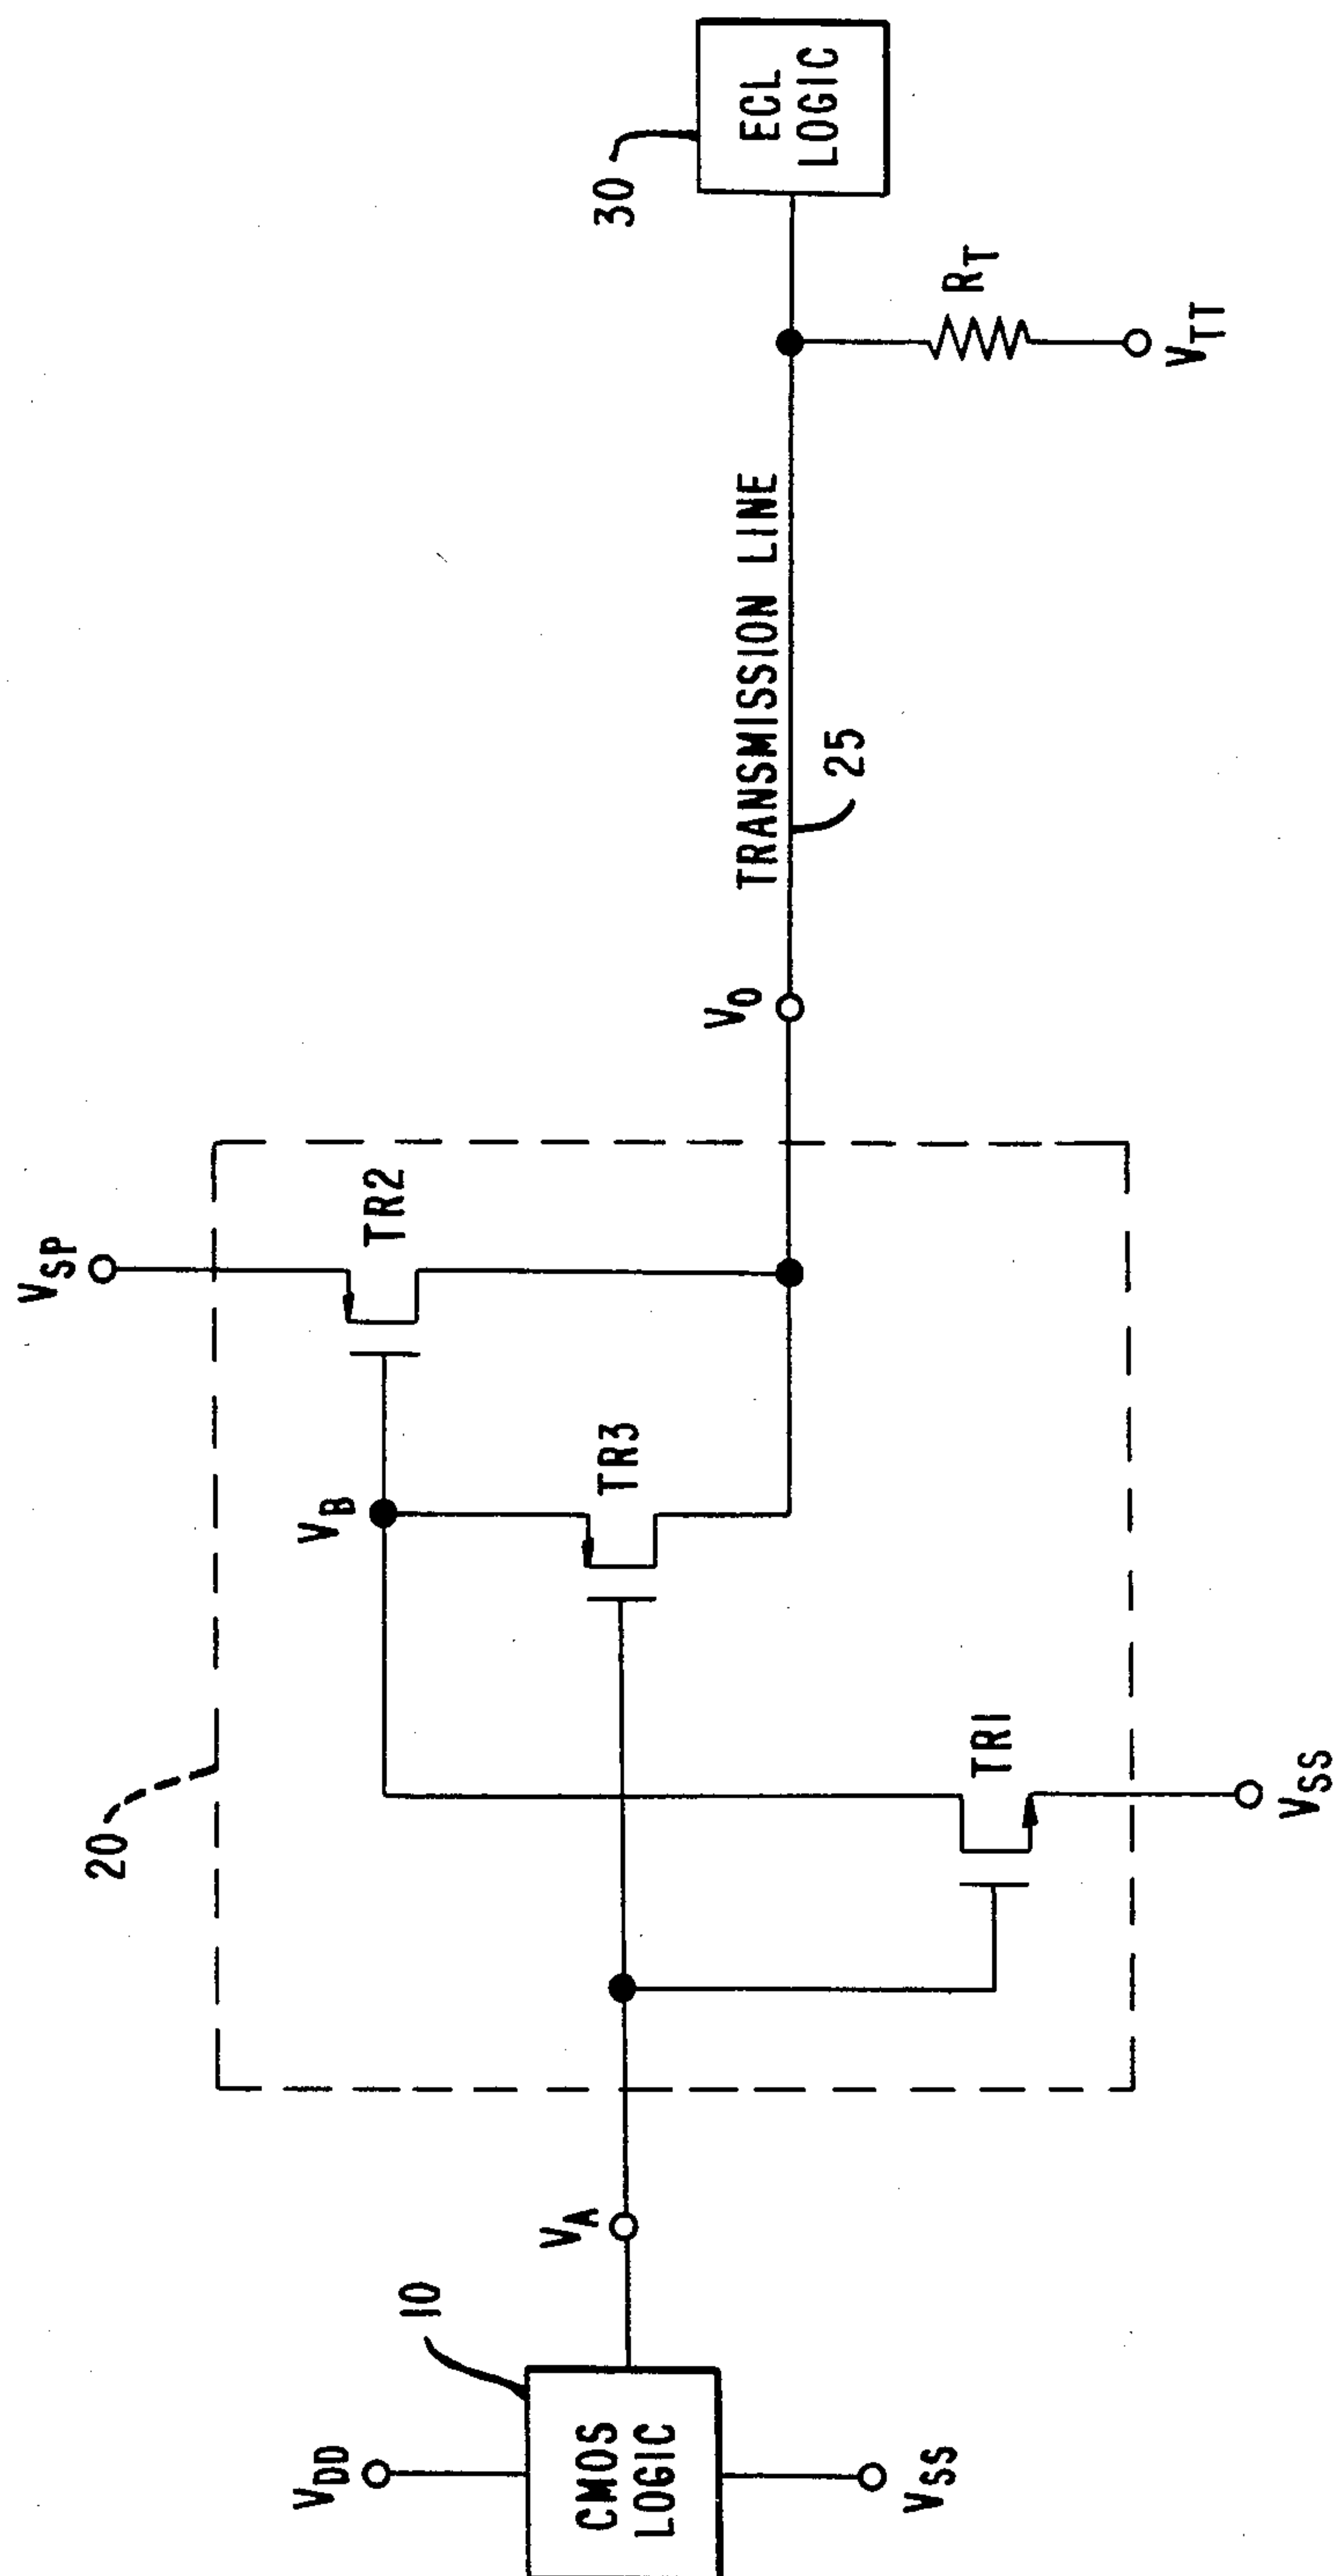 V_DD
10
CMOS
LOGIC
V_SS
V_A
20
V_B
TR1
V_SS
TR3
V_SP
TR2
V_O
TRANSMISSION LINE
25
30
ECL
LOGIC
R_T
V_TT